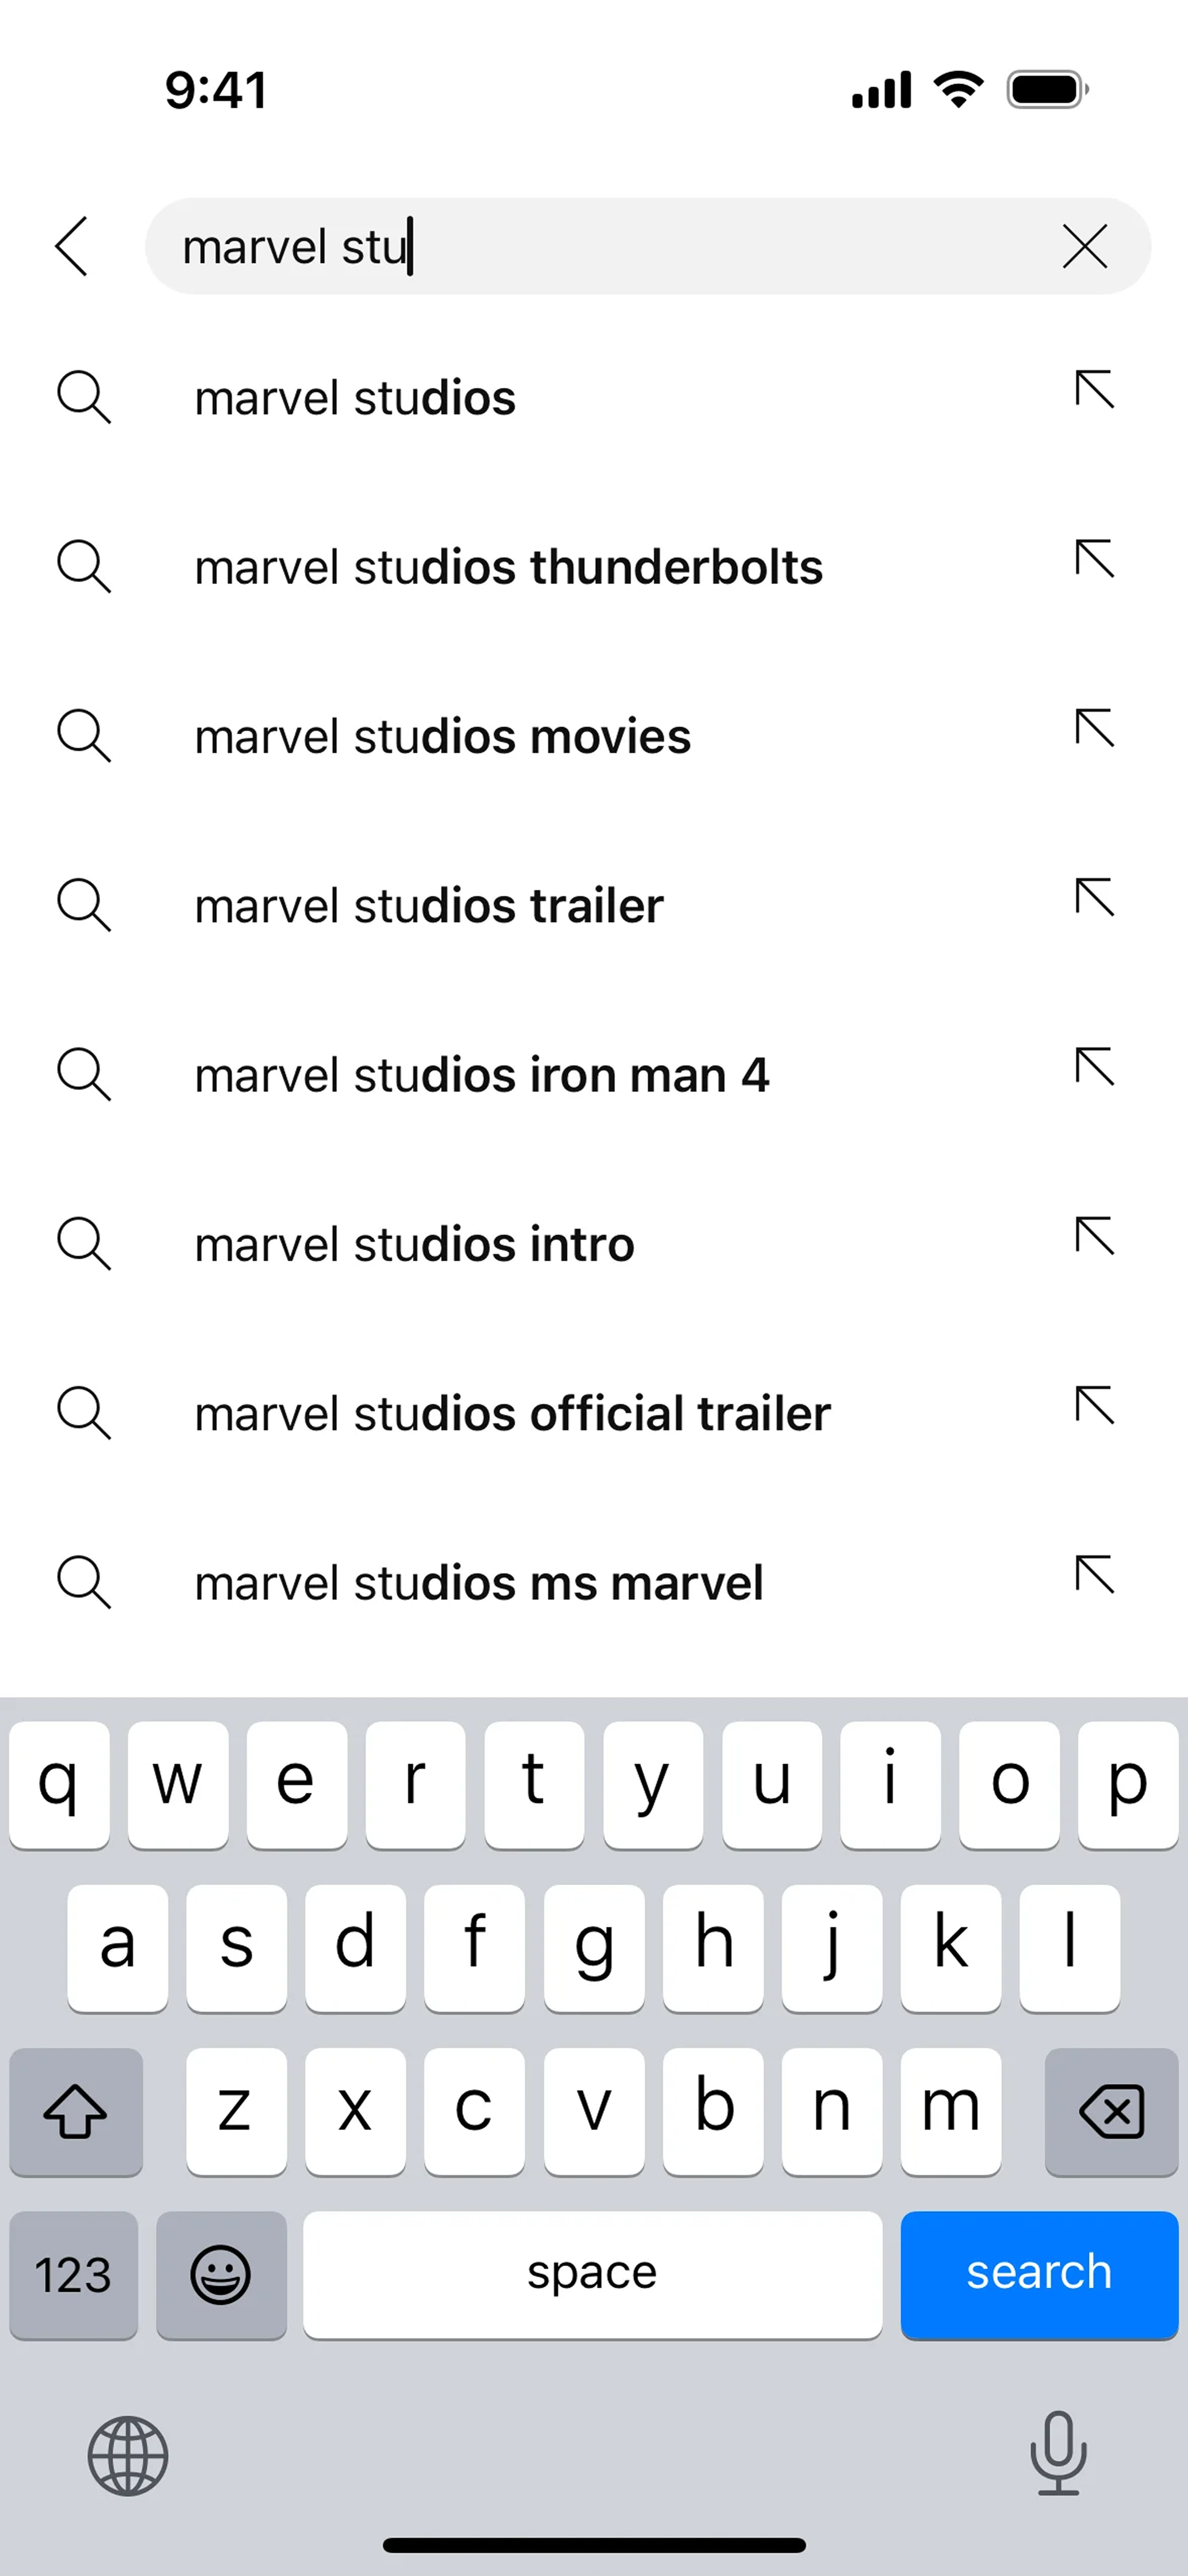 9:41
marvel stu
marvel studios
marvel studios thunderbolts
marvel studios movies
marvel studios trailer
marvel studios iron man 4
marvel studios intro
marvel studios official trailer
marvel studios ms marvel
q w e r t y u i o p
a s d f g h j k l
z x c v b n m
123 space search